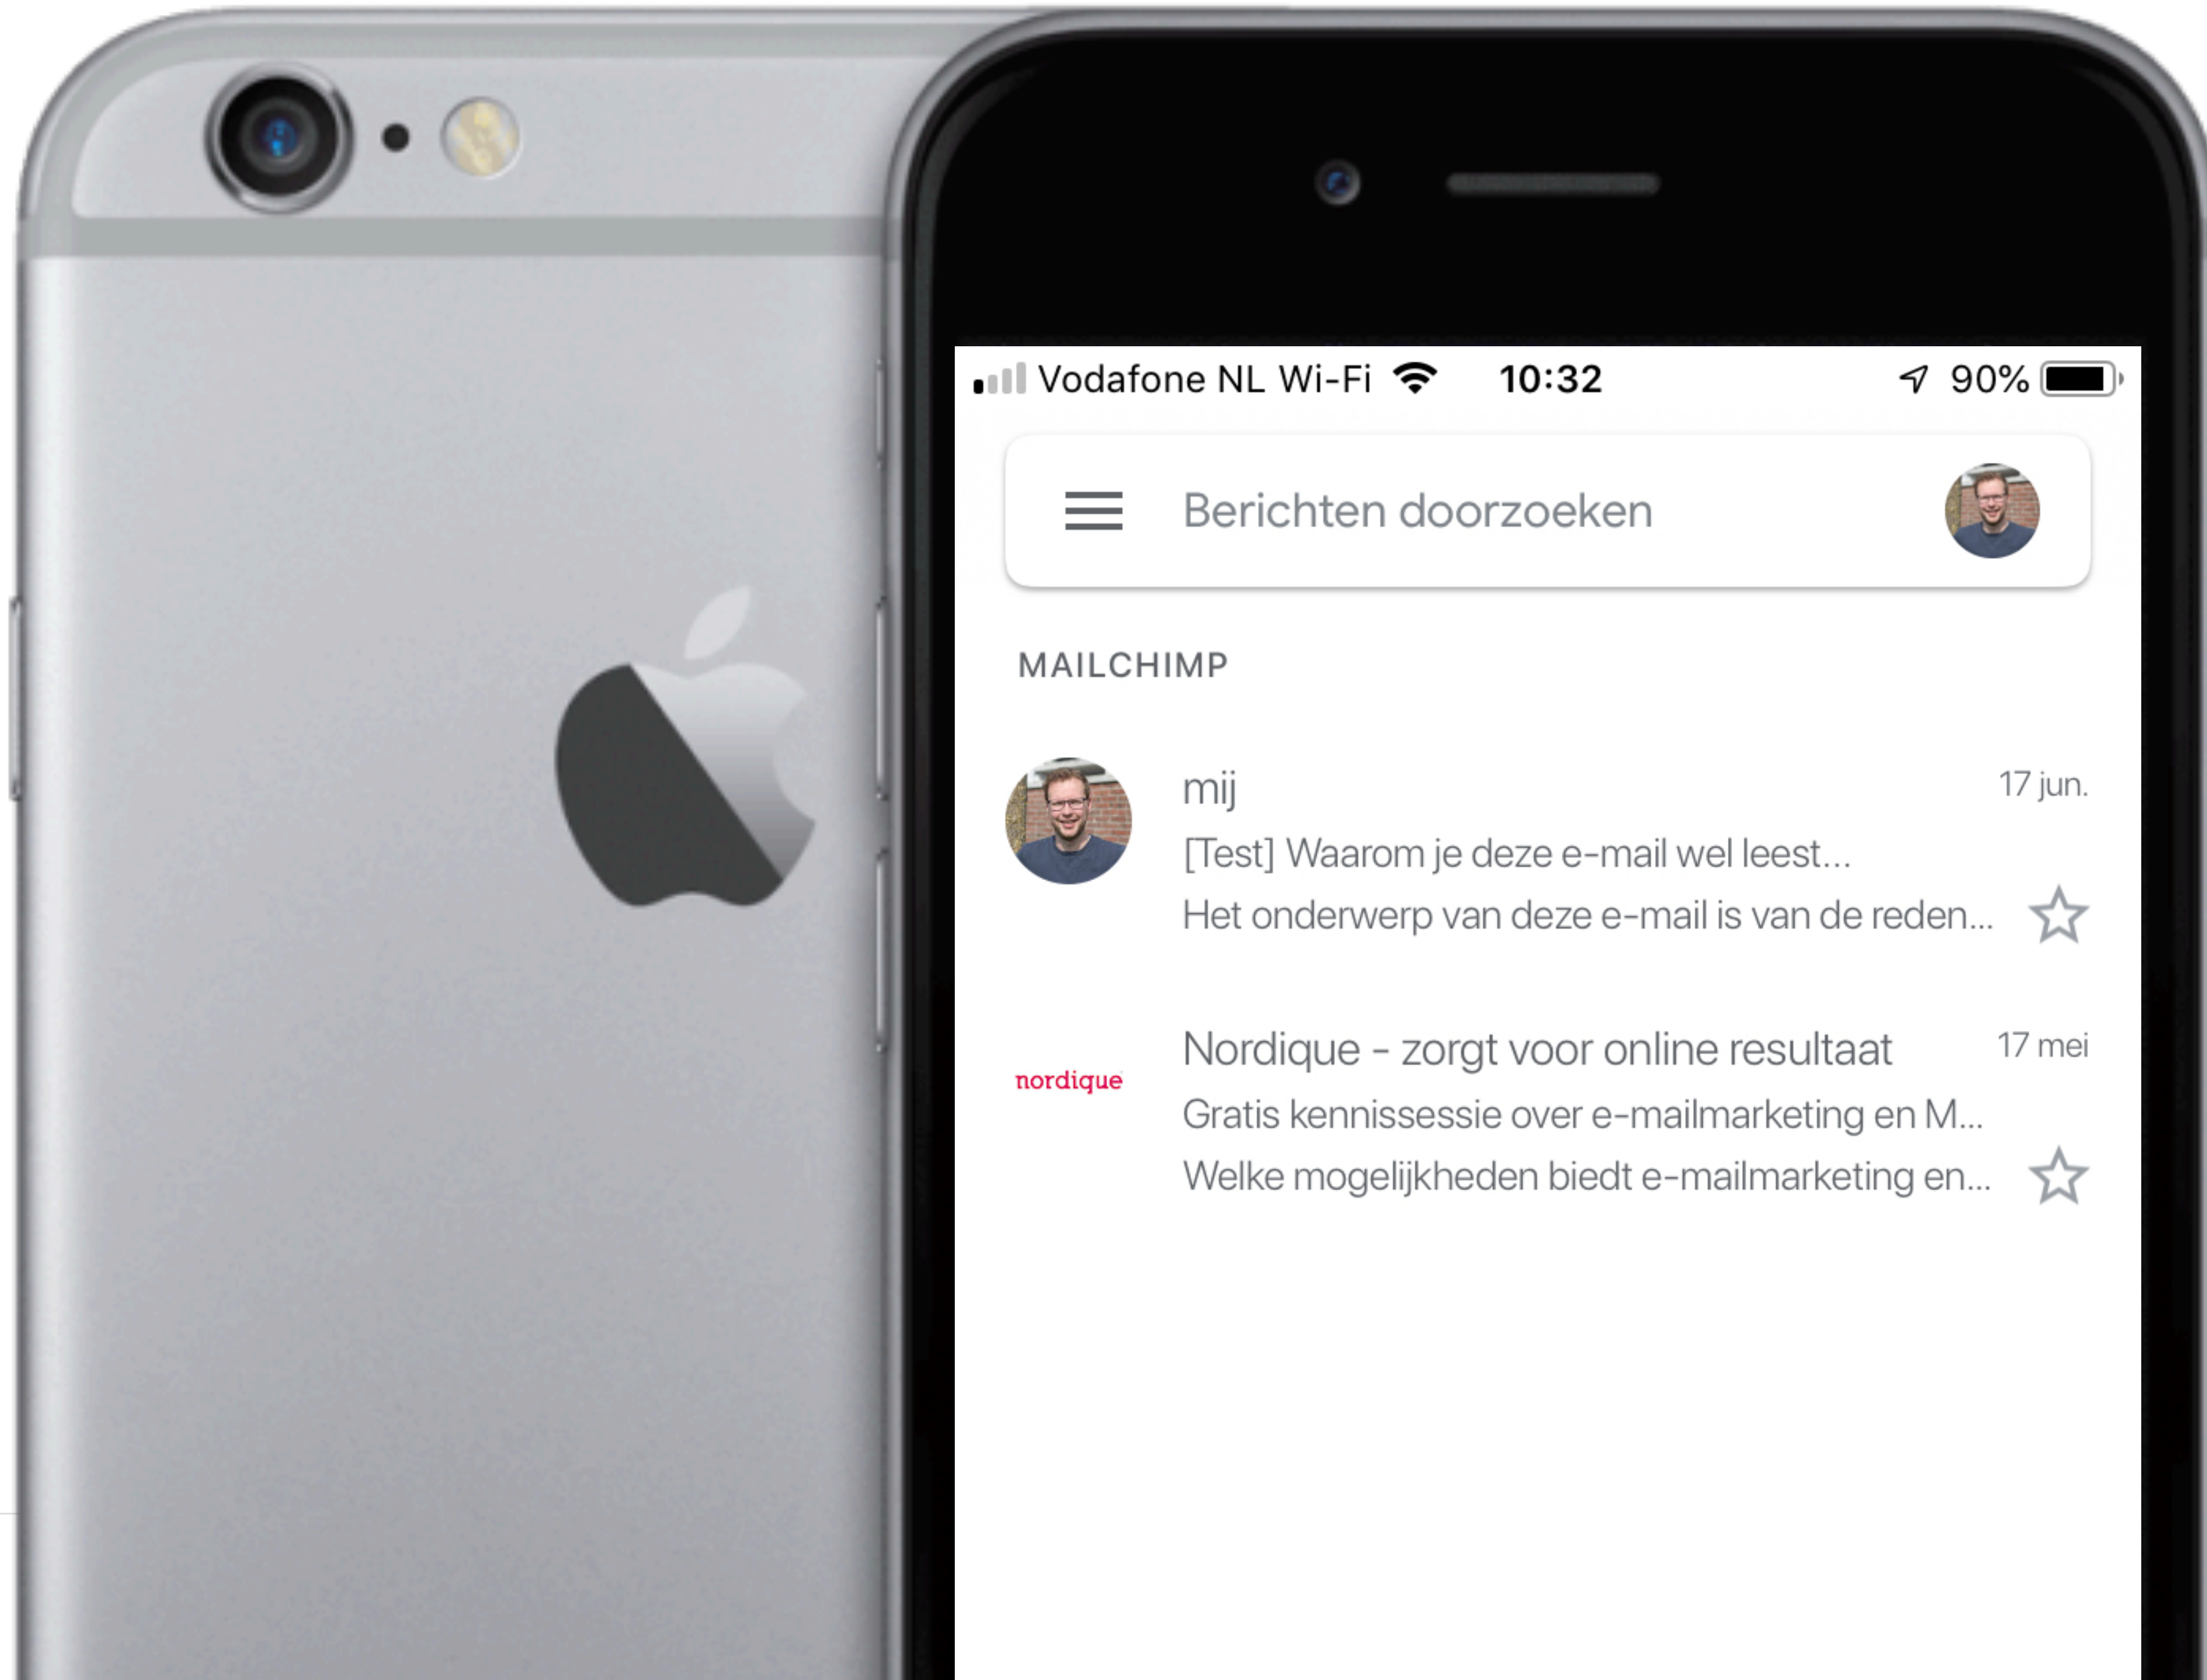 Vodafone NL Wi-Fi 10:32 90%
Berichten doorzoeken
MAILCHIMP
mij 17 jun.
[Test] Waarom je deze e-mail wel leest...
Het onderwerp van deze e-mail is van de reden...
nordique
Nordique - zorgt voor online resultaat 17 mei
Gratis kennissessie over e-mailmarketing en M...
Welke mogelijkheden biedt e-mailmarketing en...